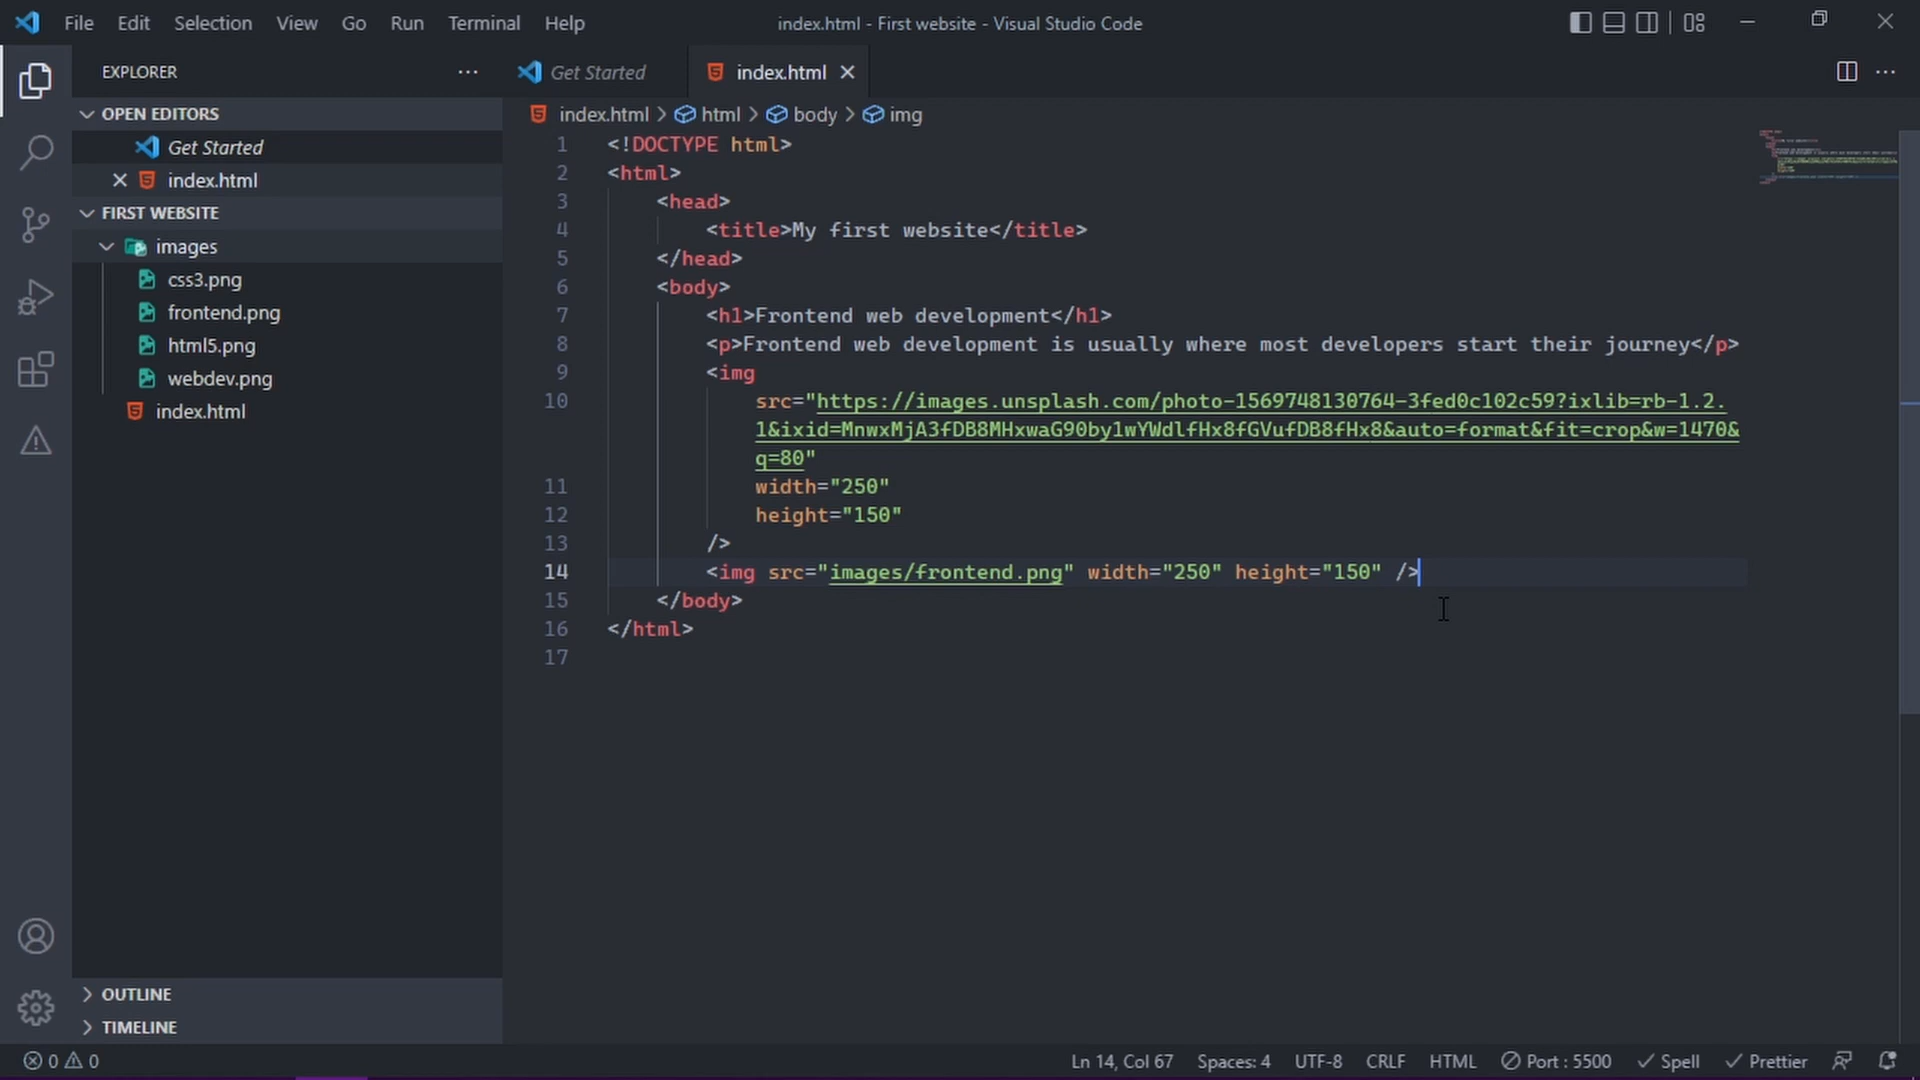 File Edit Selection View Go Run Terminal Help
index.html - First website - Visual Studio Code
EXPLORER
OPEN EDITORS
Get Started
index.html
FIRST WEBSITE
images
css3.png
frontend.png
html5.png
webdev.png
index.html
OUTLINE
TIMELINE
Get Started
index.html
index.html > html > body > img
1 <!DOCTYPE html>
2 <html>
3 <head>
4 <title>My first website</title>
5 </head>
6 <body>
7 <h1>Frontend web development</h1>
8 <p>Frontend web development is usually where most developers start their journey</p>
9 <img
10 src="https://images.unsplash.com/photo-1569748130764-3fed0c102c59?ixlib=rb-1.2.
1&ixid=MnwxMjA3fDB8MHxwaG90by1wYWdlfHx8fGVufDB8fHx8&auto=format&fit=crop&w=1470&
q=80"
11 width="250"
12 height="150"
13 />
14 <img src="images/frontend.png" width="250" height="150" />
15 </body>
16 </html>
17
0 0
Ln 14, Col 67 Spaces: 4 UTF-8 CRLF HTML Port : 5500 Spell Prettier